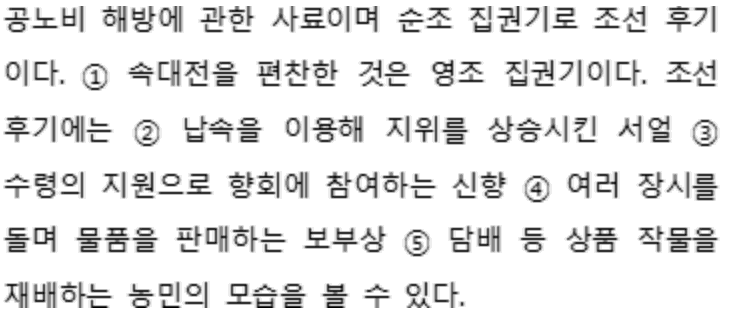 공노비 해방에 관한 사료이며 순조 집권기로 조선 후기
이다. ① 속대전을 편찬한 것은 영조 집권기이다. 조선
후기에는 ② 납속을 이용해 지위를 상승시킨 서얼 ③
수령의 지원으로 향회에 참여하는 신향 ④ 여러 장시를
돌며 물품을 판매하는 보부상 ⑤ 담배 등 상품 작물을
재배하는 농민의 모습을 볼 수 있다.